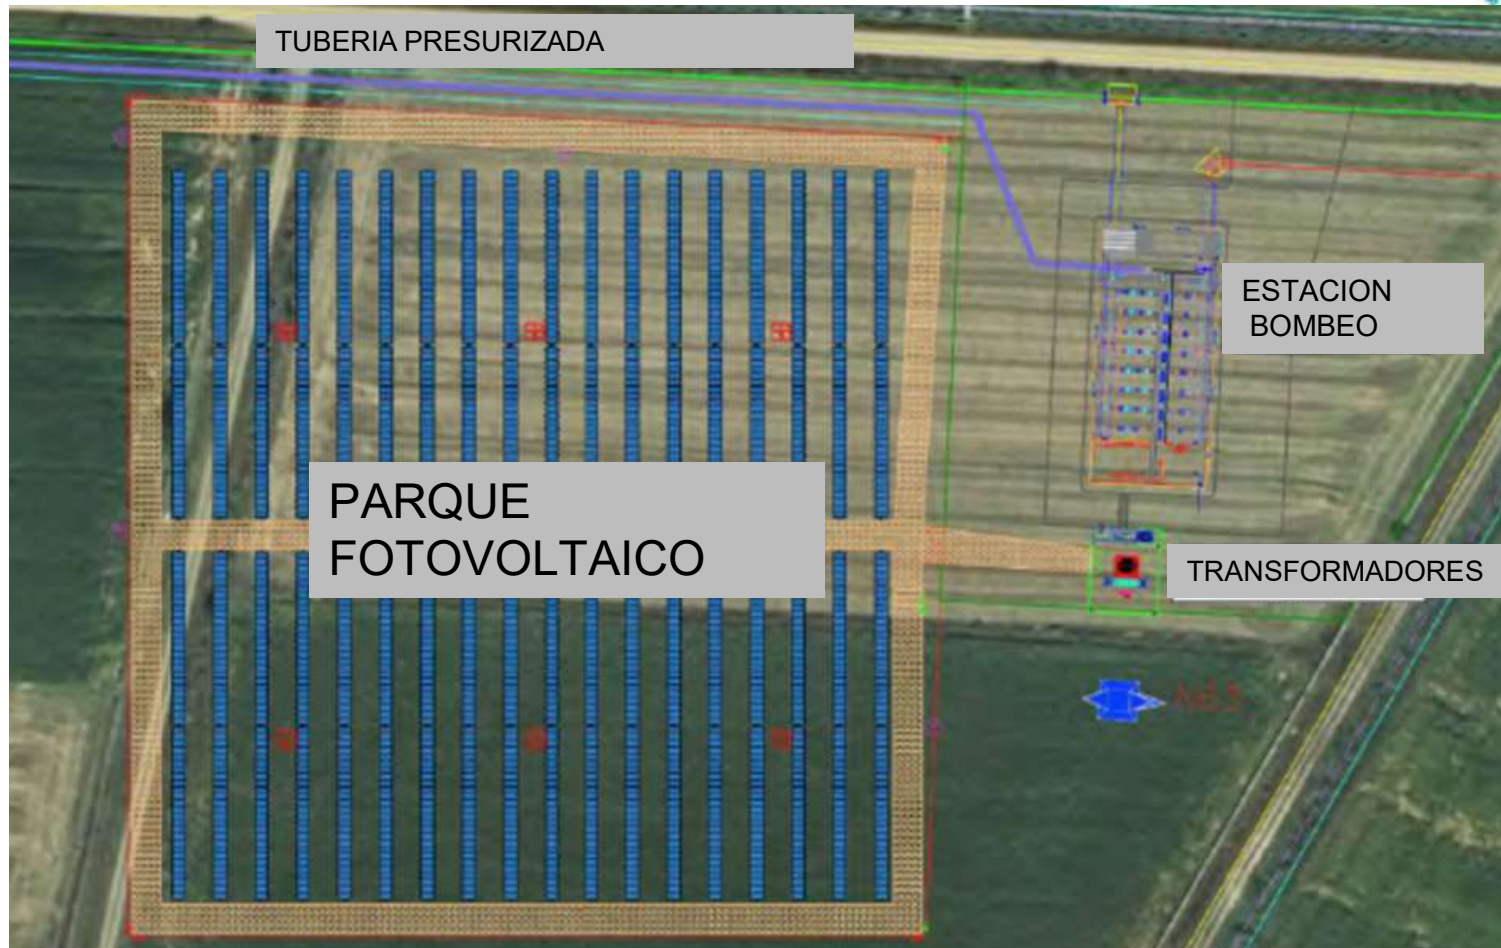 TUBERIA PRESURIZADA
ESTACION
BOMBEO
PARQUE
FOTOVOLTAICO
TRANSFORMADORES